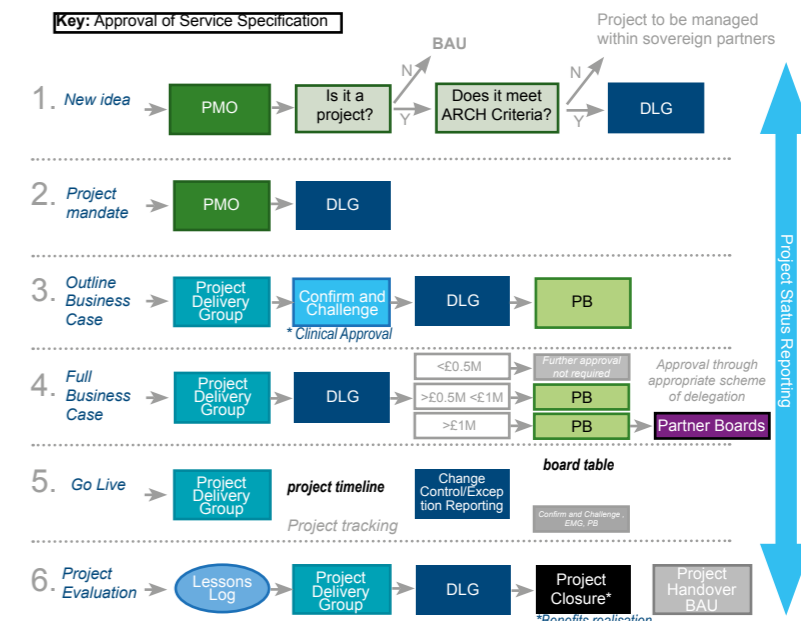 Key: Approval of Service Specification
BAU
Project to be managed
within sovereign partners
N
N
1. New idea
PMO
Is it a
project?
Y
Does it meet
ARCH Criteria?
Y
DLG
2. Project
mandate
PMO
DLG
3. Outline
Business
Case
Project
Delivery
Group
Confirm and
Challenge
DLG
PB
* Clinical Approval
4. Full
Business
Case
Project
Delivery
Group
DLG
<£0.5M
Further approval
not required
>£0.5M <£1M
PB
>£1M
PB
Approval through
appropriate scheme
of delegation
Partner Boards
5. Go Live
Project
Delivery
Group
project timeline
Project tracking
Change
Control/Excep
tion Reporting
board table
Confirm and Challenge ,
EMG, PB
6. Project
Evaluation
Lessons
Log
Project
Delivery
Group
DLG
Project
Closure*
*Benefits realisation
Project
Handover
BAU
Project Status Reporting